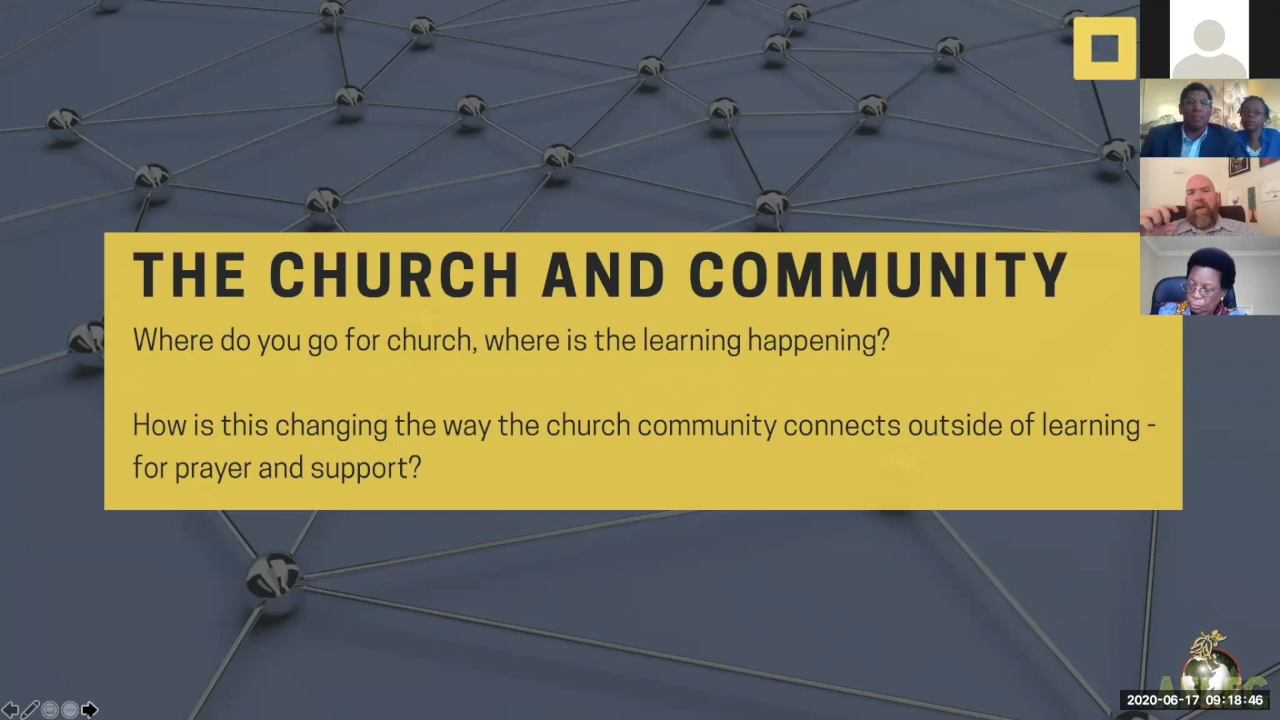 THE CHURCH AND COMMUNITY
Where do you go for church, where is the learning happening?
How is this changing the way the church community connects outside of learning -
for prayer and support?
2020-06-17 09:18:46